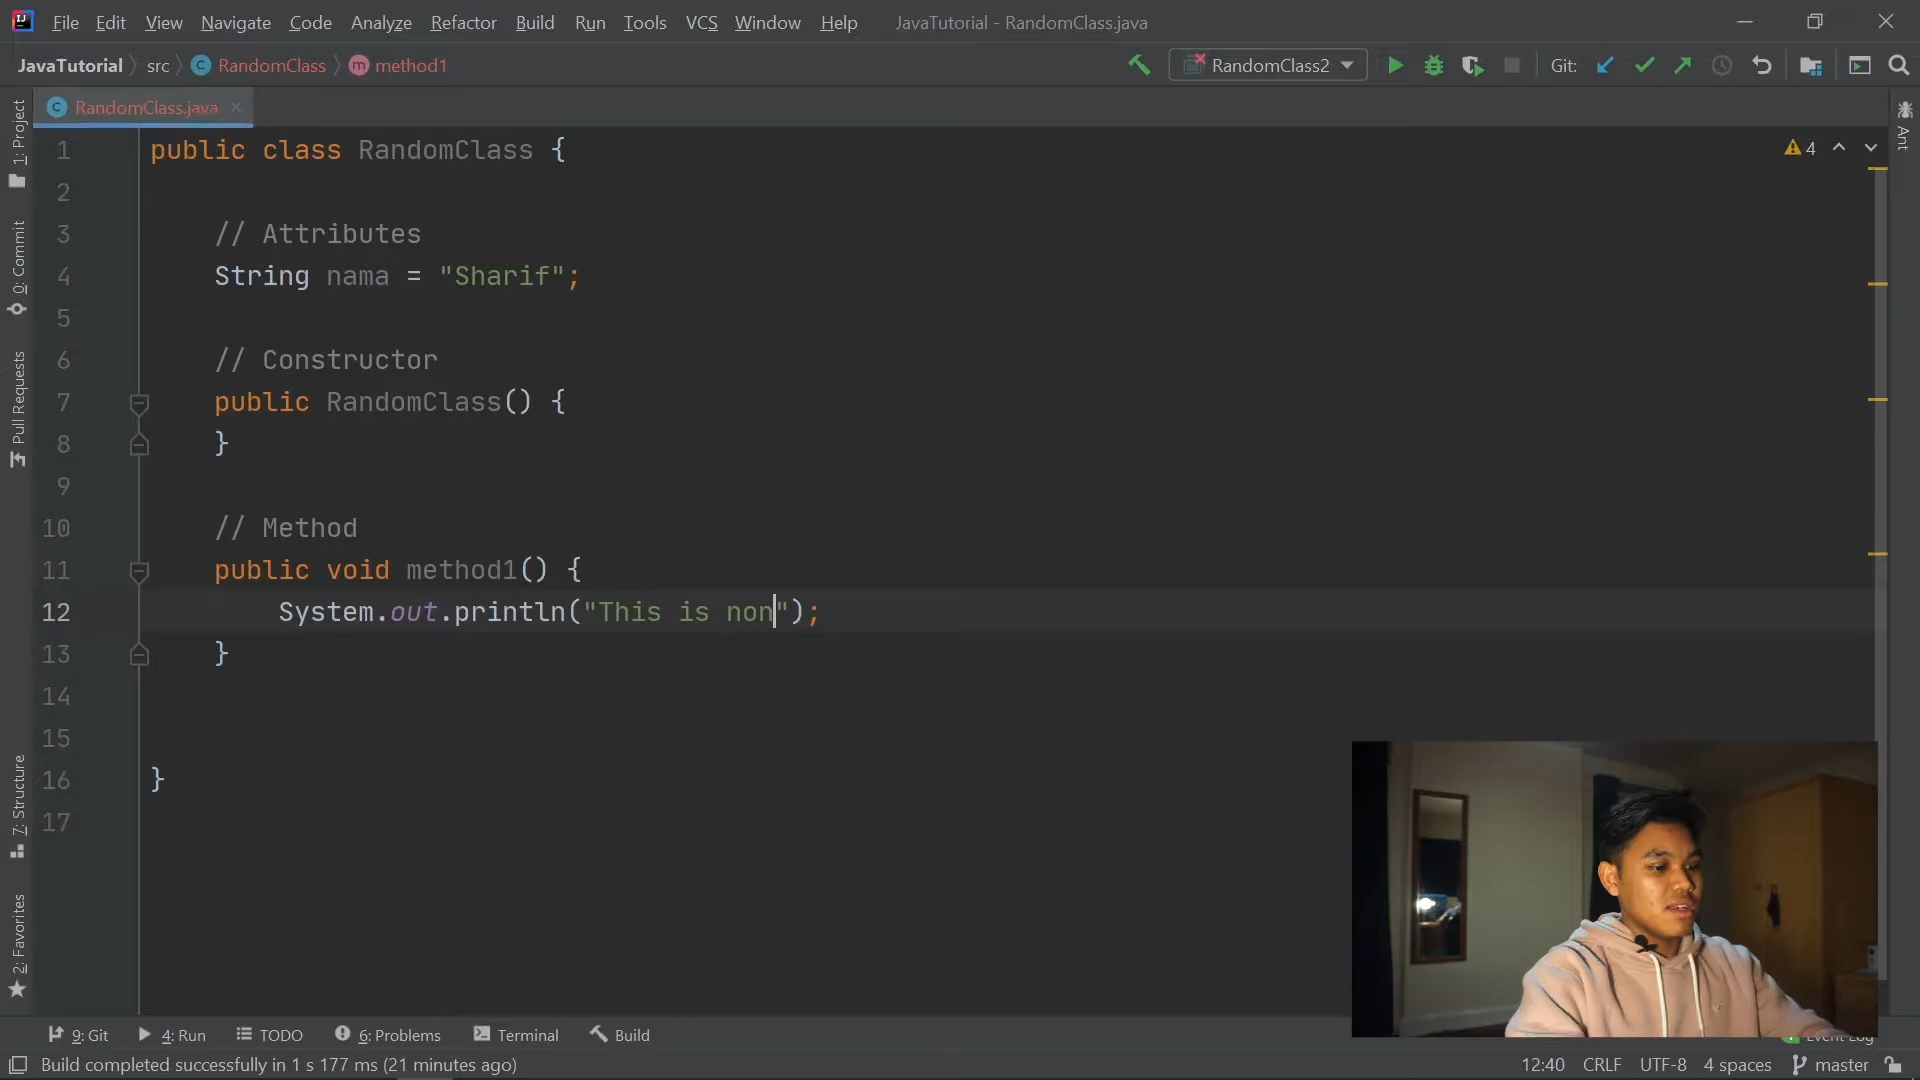 File Edit View Navigate Code Analyze Refactor Build Run Tools VCS Window Help JavaTutorial - RandomClass.java
JavaTutorial src RandomClass method1 RandomClass2 Git:
RandomClass.java
1 public class RandomClass { 4
2
3 // Attributes
4 String nama = "Sharif";
5
6 // Constructor
7 public RandomClass() {
8 }
9
10 // Method
11 public void method1() {
12 System.out.println("This is non");
13 }
14
15
16 }
17
1: Project
0: Commit
Pull Requests
7: Structure
2: Favorites
Ant
9: Git 4: Run TODO 6: Problems Terminal Build Event Log
Build completed successfully in 1 s 177 ms (21 minutes ago) 12:40 CRLF UTF-8 4 spaces master